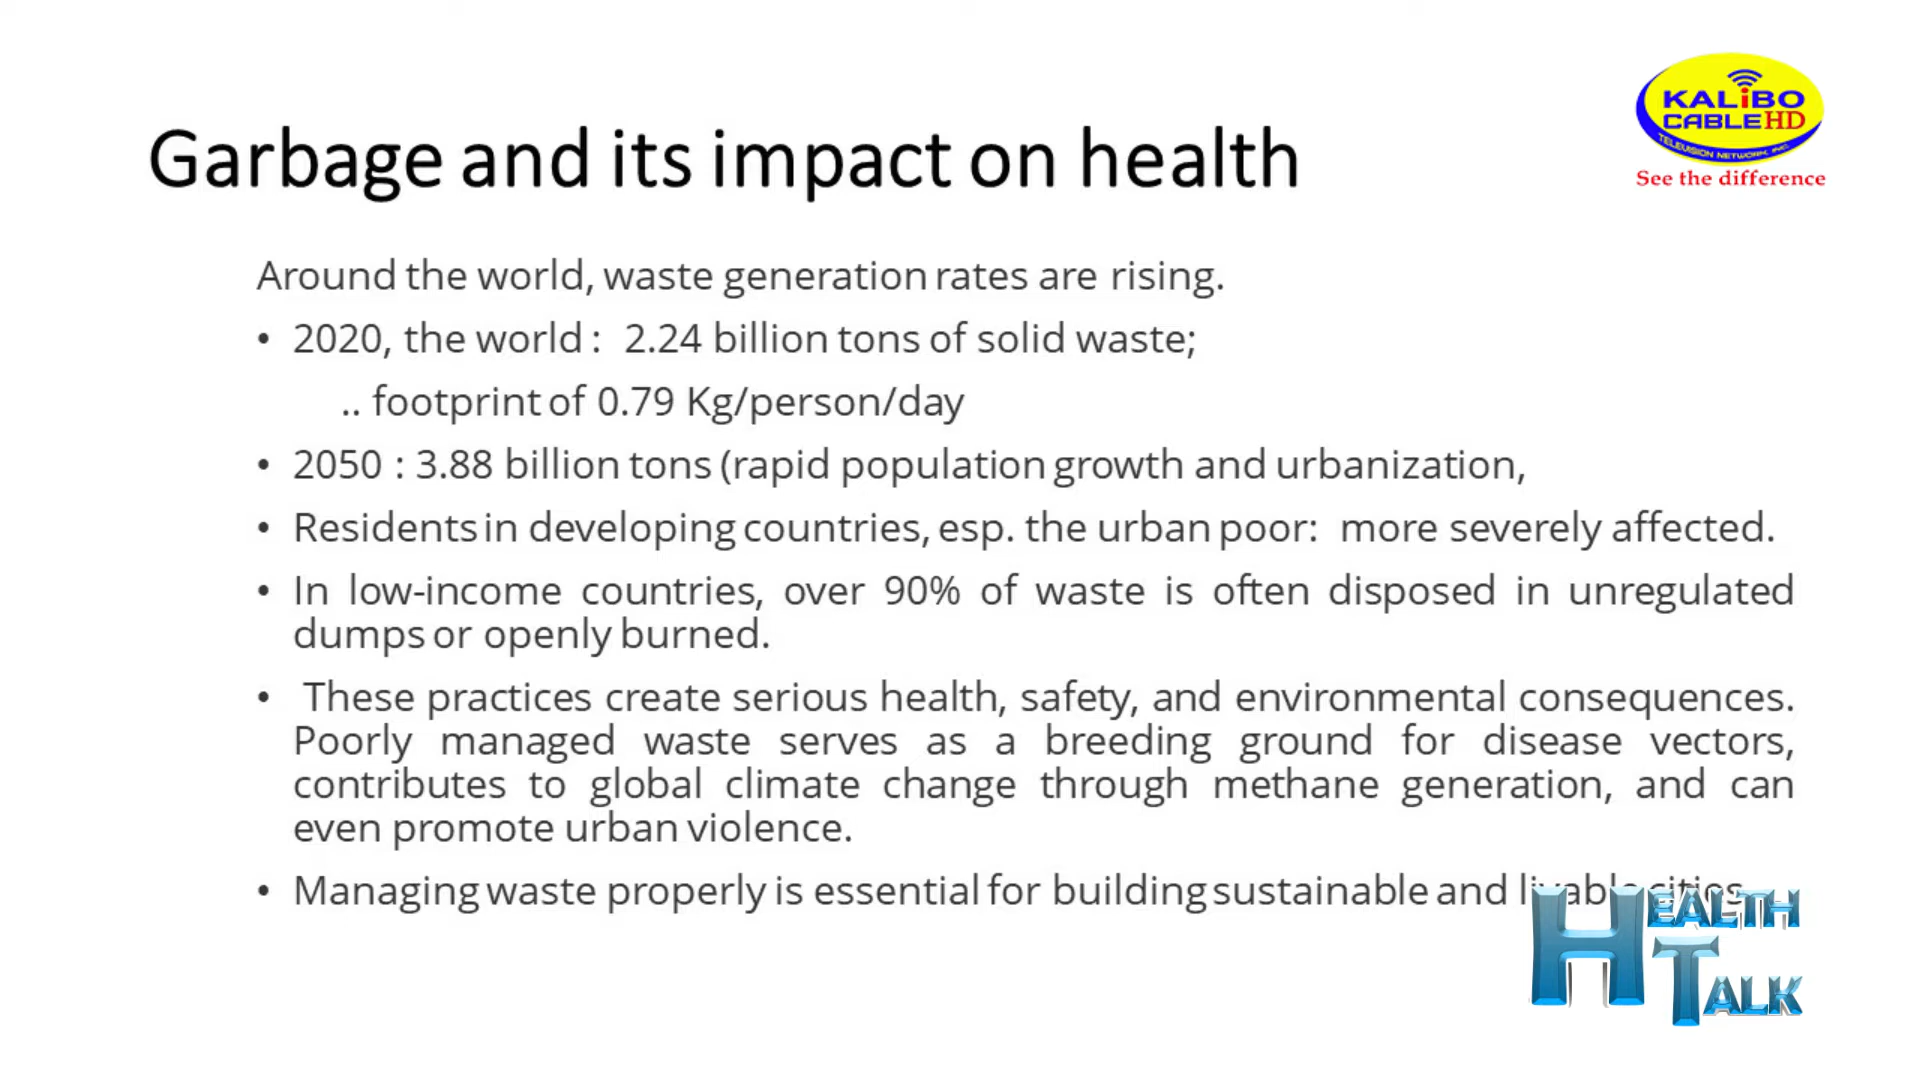 KALiBO
CABLEHD
TELEVISION NETWORK, INC.
See the difference
Garbage and its impact on health
Around the world, waste generation rates are rising.
• 2020, the world : 2.24 billion tons of solid waste;
.. footprint of 0.79 Kg/person/day
• 2050 : 3.88 billion tons (rapid population growth and urbanization,
• Residents in developing countries, esp. the urban poor: more severely affected.
• In low-income countries, over 90% of waste is often disposed in unregulated
dumps or openly burned.
• These practices create serious health, safety, and environmental consequences.
Poorly managed waste serves as a breeding ground for disease vectors,
contributes to global climate change through methane generation, and can
even promote urban violence.
• Managing waste properly is essential for building sustainable and livable cities
HEALTH
TALK